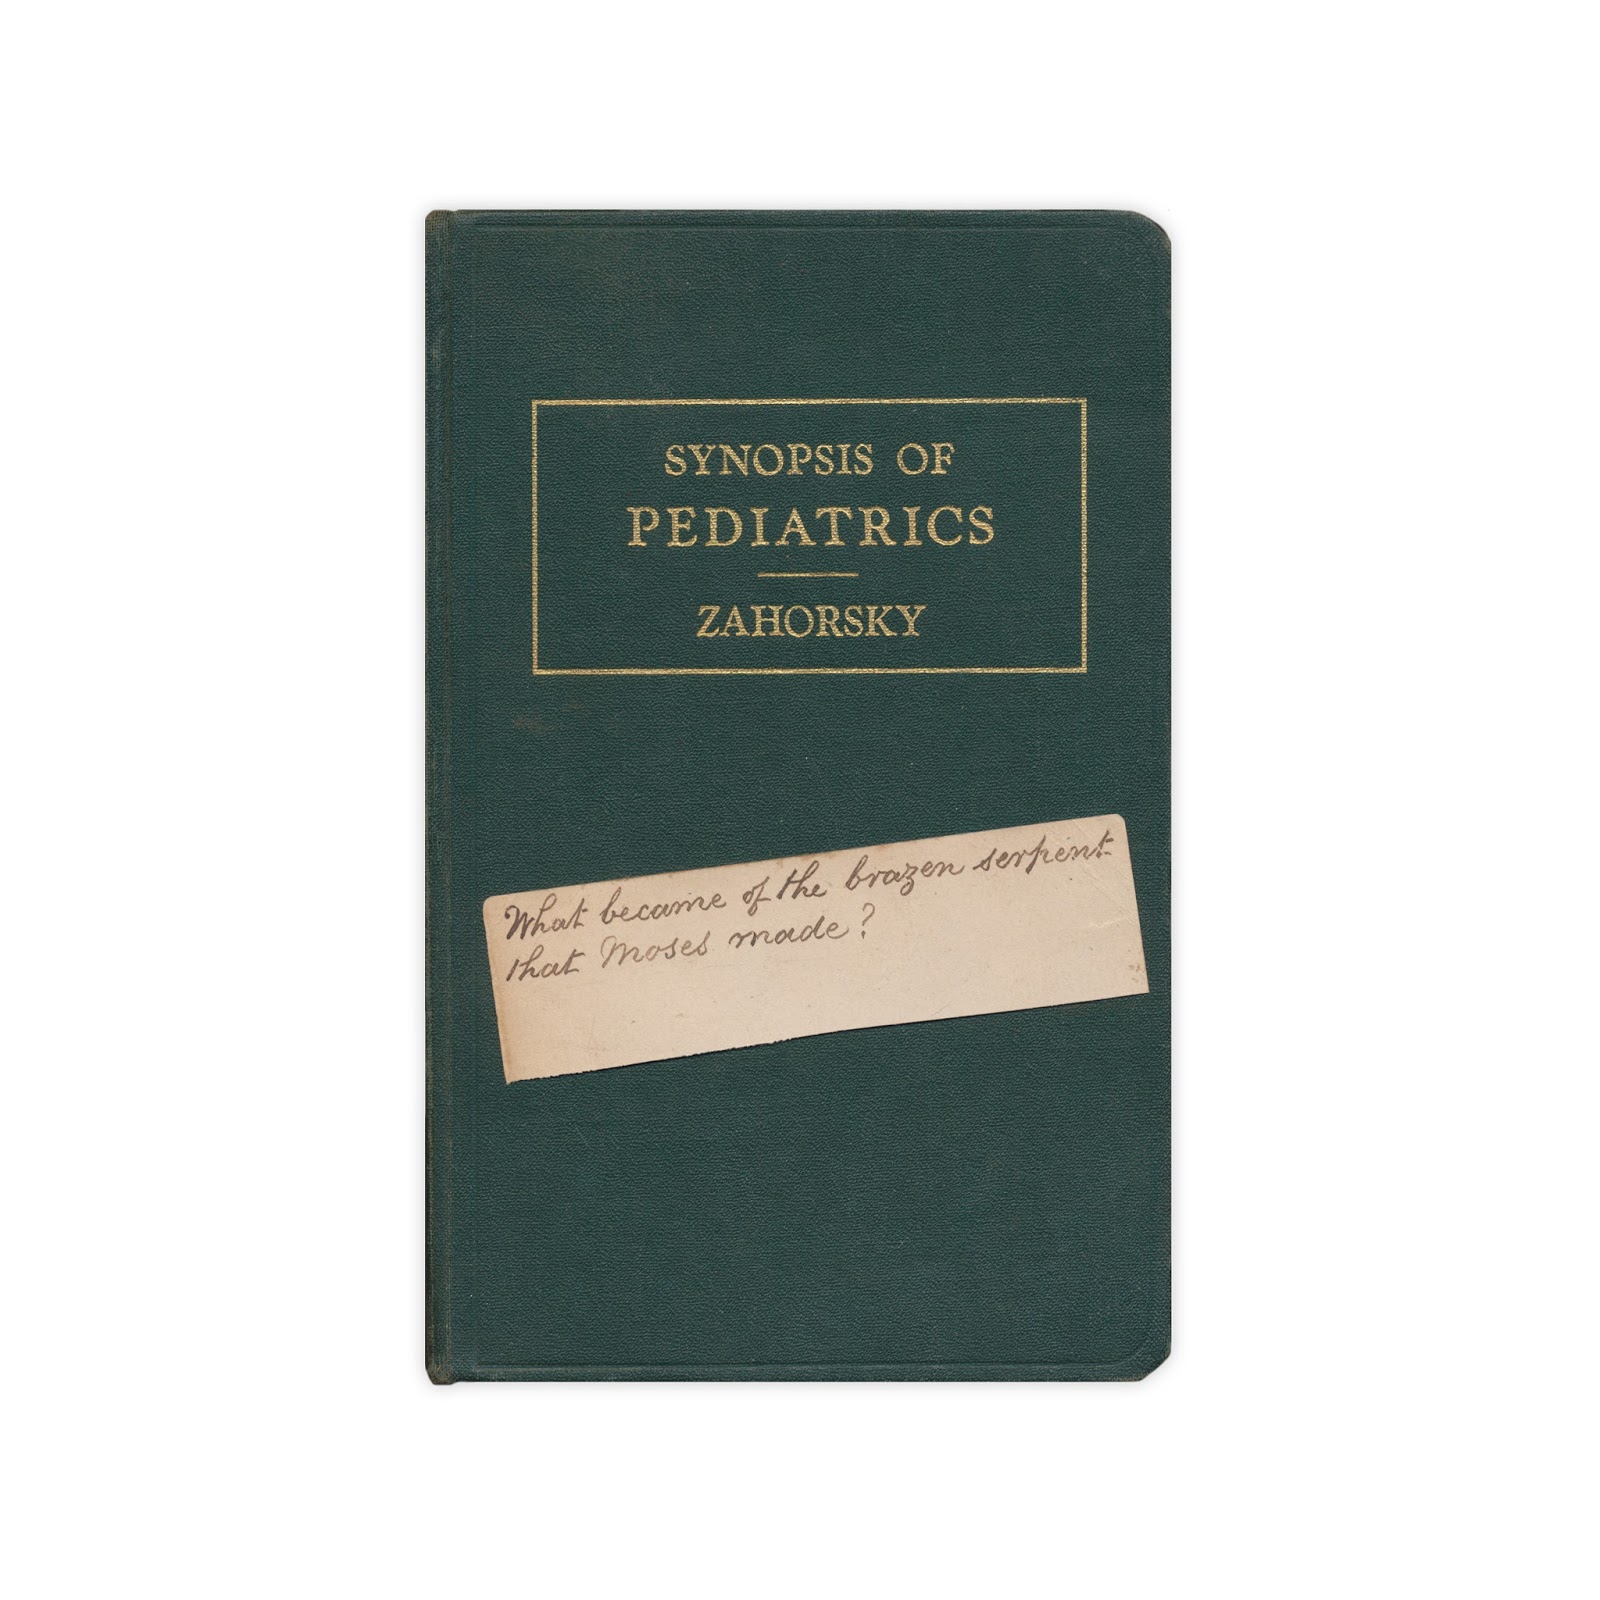 SYNOPSIS OF
PEDIATRICS
ZAHORSKY
What became of the brazen serpent
that Moses made?